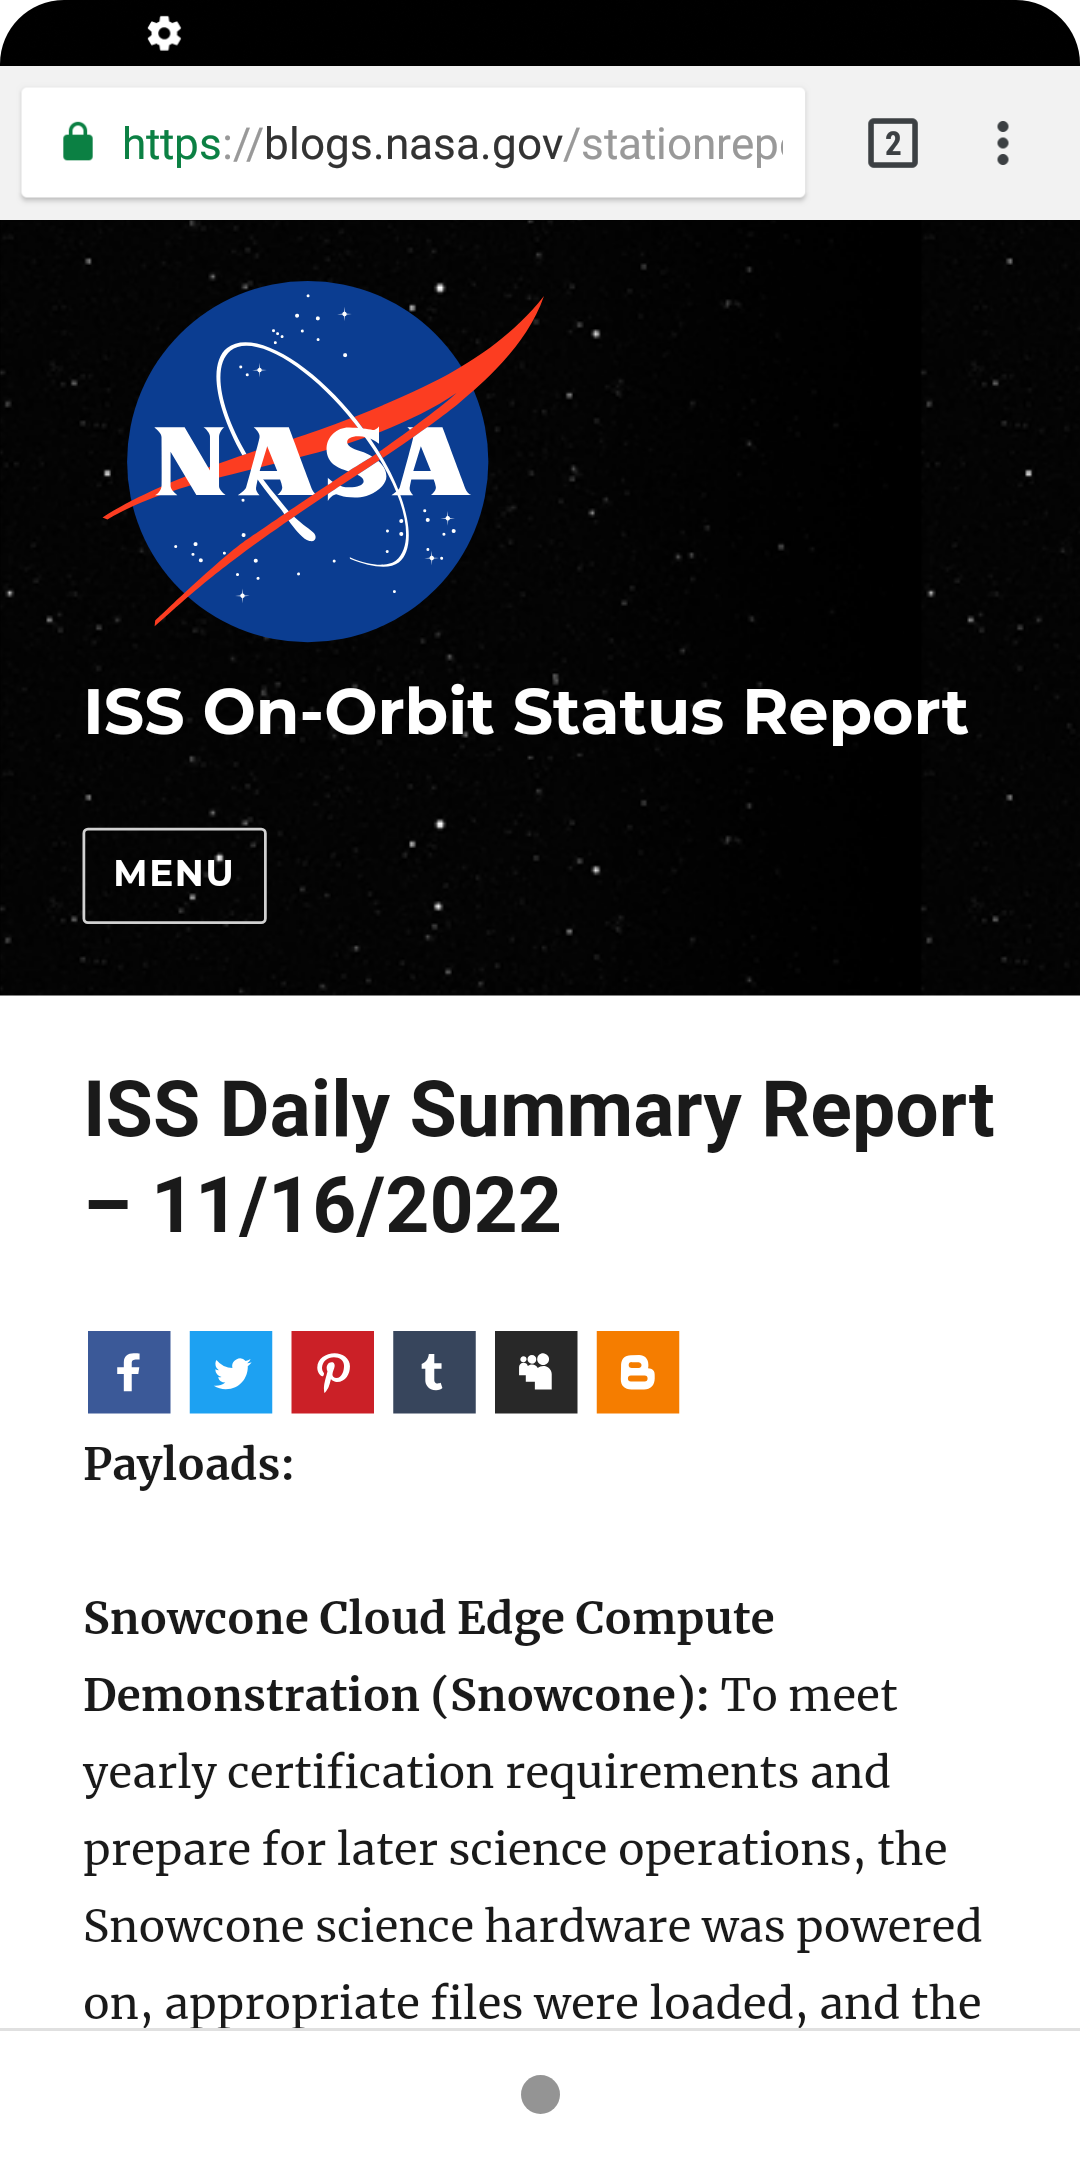 https://blogs.nasa.gov/stationrep
2
NASA
ISS On-Orbit Status Report
MENU
ISS Daily Summary Report
– 11/16/2022
Payloads:
Snowcone Cloud Edge Compute
Demonstration (Snowcone): To meet
yearly certification requirements and
prepare for later science operations, the
Snowcone science hardware was powered
on, appropriate files were loaded, and the